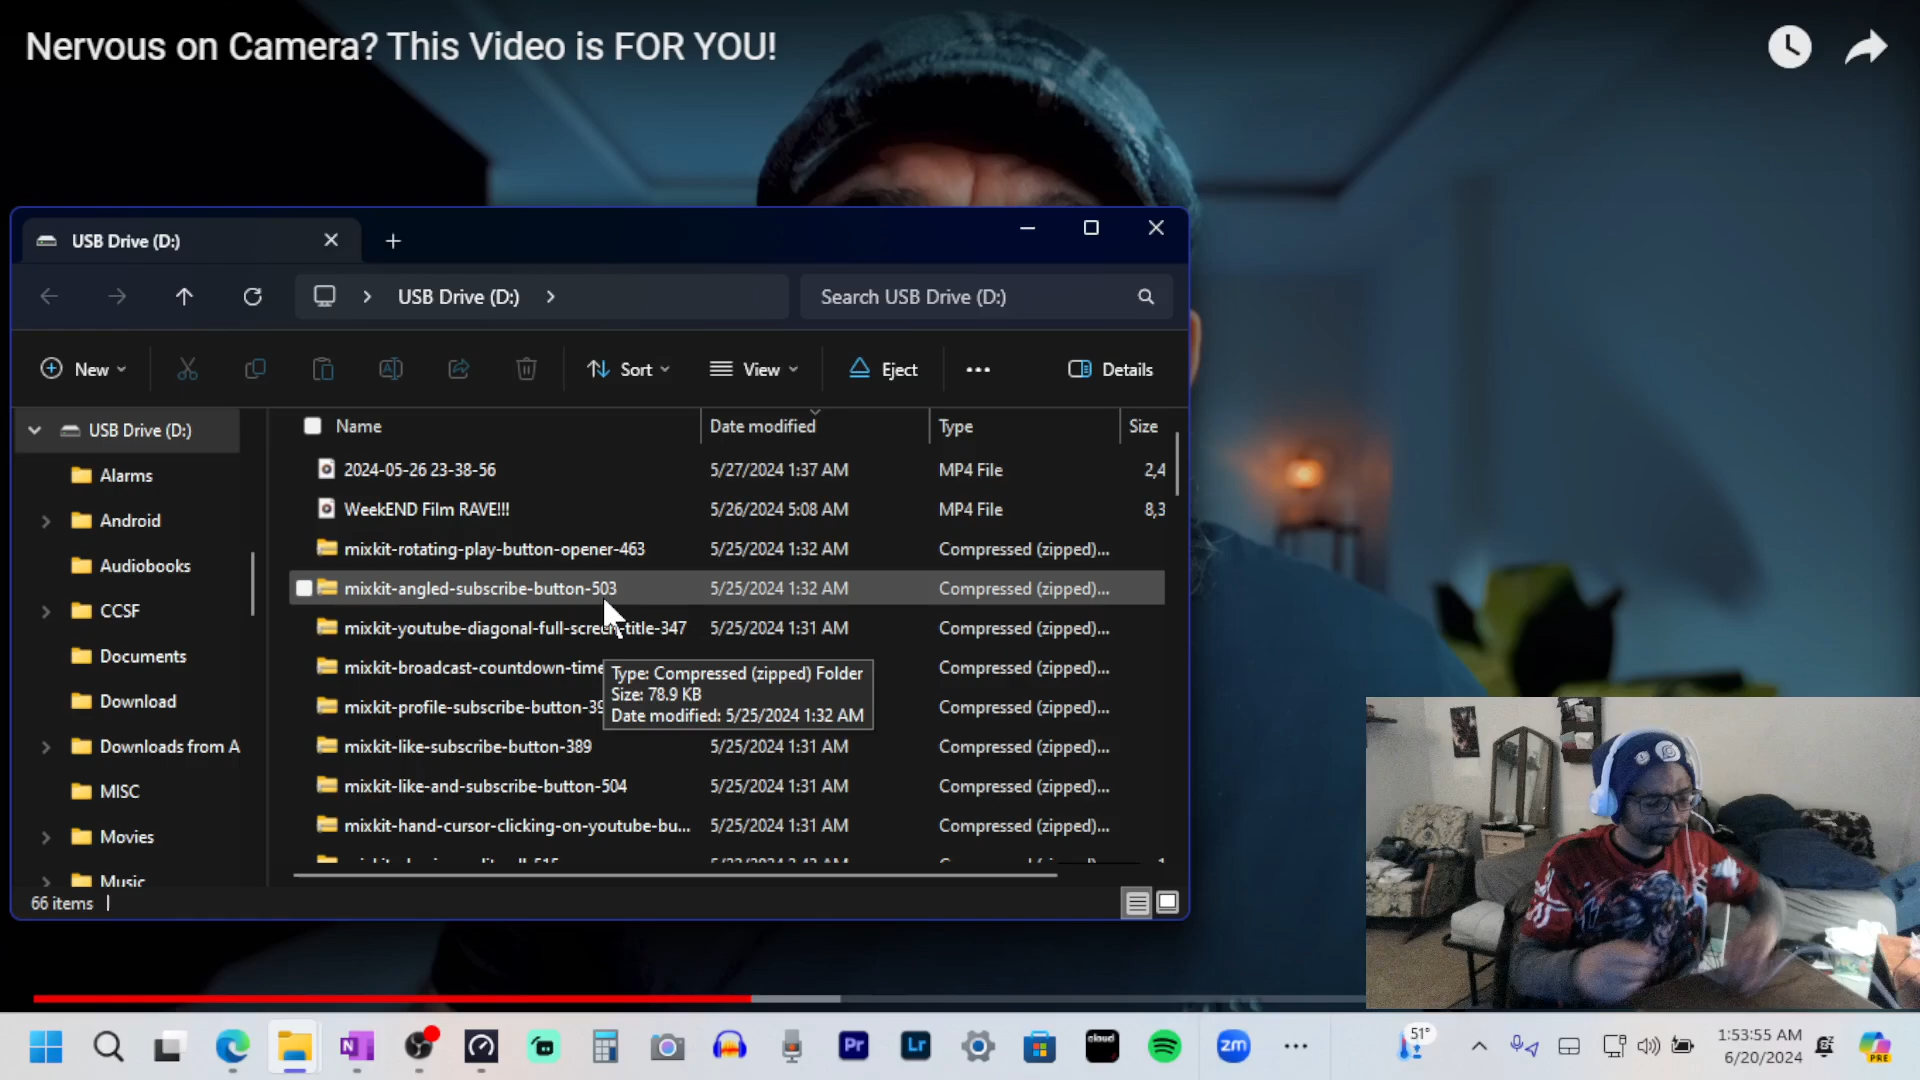 Nervous on Camera? This Video is FOR YOU!
USB Drive (D:)
USB Drive (D:)
Search USB Drive (D:)
New
Sort
View
Eject
Details
USB Drive (D:)
Alarms
Android
Audiobooks
CCSF
Documents
Download
Downloads from A
MISC
Movies
Music
Name Date modified Type Size
2024-05-26 23-38-56 5/27/2024 1:37 AM MP4 File 2,4
WeekEND Film RAVE!!! 5/26/2024 5:08 AM MP4 File 8,3
mixkit-rotating-play-button-opener-463 5/25/2024 1:32 AM Compressed (zipped)...
mixkit-angled-subscribe-button-503 5/25/2024 1:32 AM Compressed (zipped)...
mixkit-youtube-diagonal-full-screen-title-347 5/25/2024 1:31 AM Compressed (zipped)...
mixkit-broadcast-countdown-time Compressed (zipped)...
mixkit-profile-subscribe-button-39 Compressed (zipped)...
mixkit-like-subscribe-button-389 5/25/2024 1:31 AM Compressed (zipped)...
mixkit-like-and-subscribe-button-504 5/25/2024 1:31 AM Compressed (zipped)...
mixkit-hand-cursor-clicking-on-youtube-bu... 5/25/2024 1:31 AM Compressed (zipped)...
Type: Compressed (zipped) Folder
Size: 78.9 KB
Date modified: 5/25/2024 1:32 AM
66 items
Pr
Lr
cloud
zm
51°
1:53:55 AM
6/20/2024
PRE